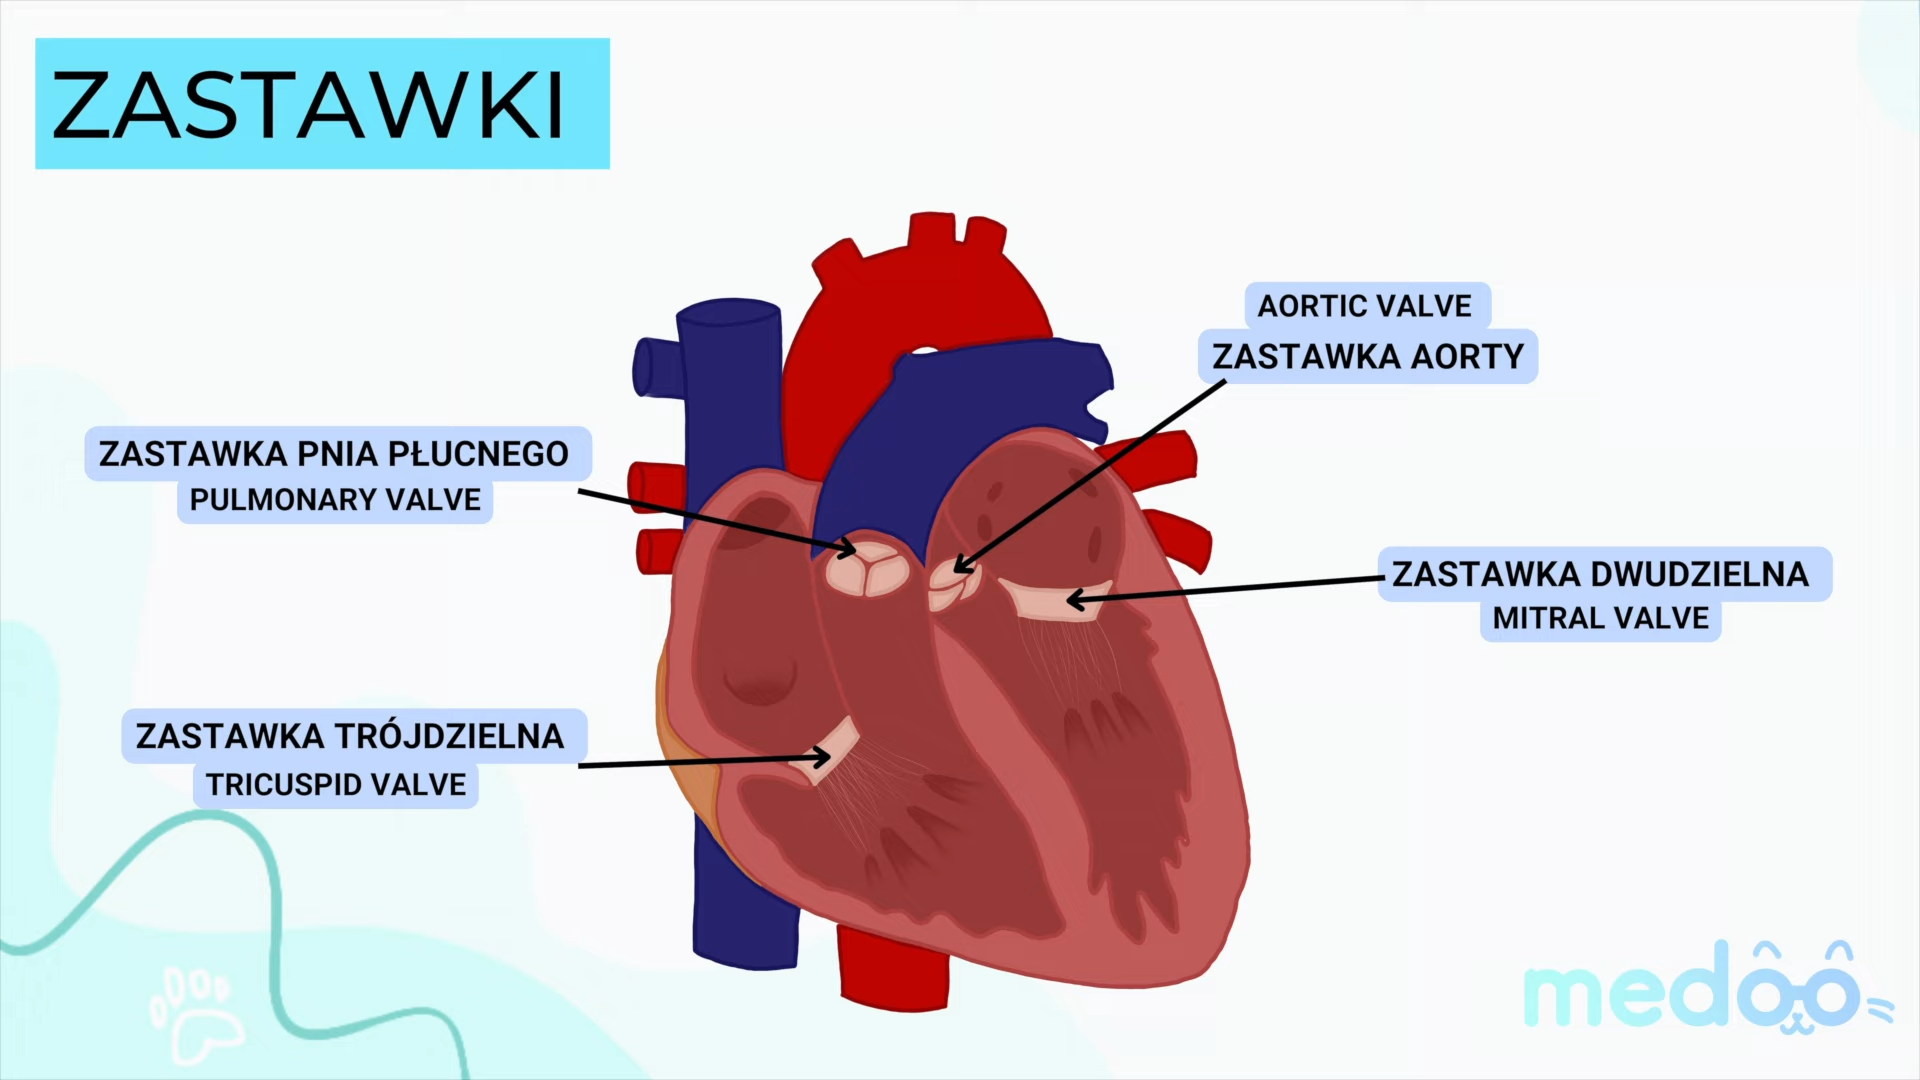 ZASTAWKI
AORTIC VALVE
ZASTAWKA AORTY
ZASTAWKA PNIA PŁUCNEGO
PULMONARY VALVE
ZASTAWKA DWUDZIELNA
MITRAL VALVE
ZASTAWKA TRÓJDZIELNA
TRICUSPID VALVE
medoo